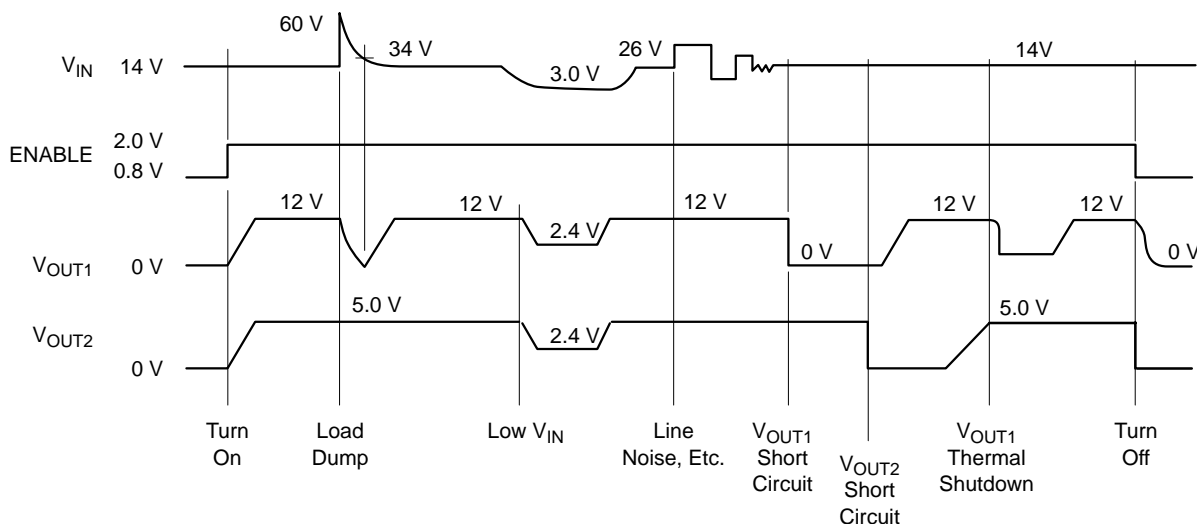 60 V
34 V
26 V
14V
V_IN 14 V
3.0 V
2.0 V
ENABLE
0.8 V
12 V 12 V 12 V 12 V 12 V
2.4 V
V_OUT1 0 V 0 V 0 V
5.0 V 5.0 V
V_OUT2 2.4 V
0 V
Turn On
Load Dump
Low V_IN
Line Noise, Etc.
V_OUT1 Short Circuit
V_OUT2 Short Circuit
V_OUT1 Thermal Shutdown
Turn Off